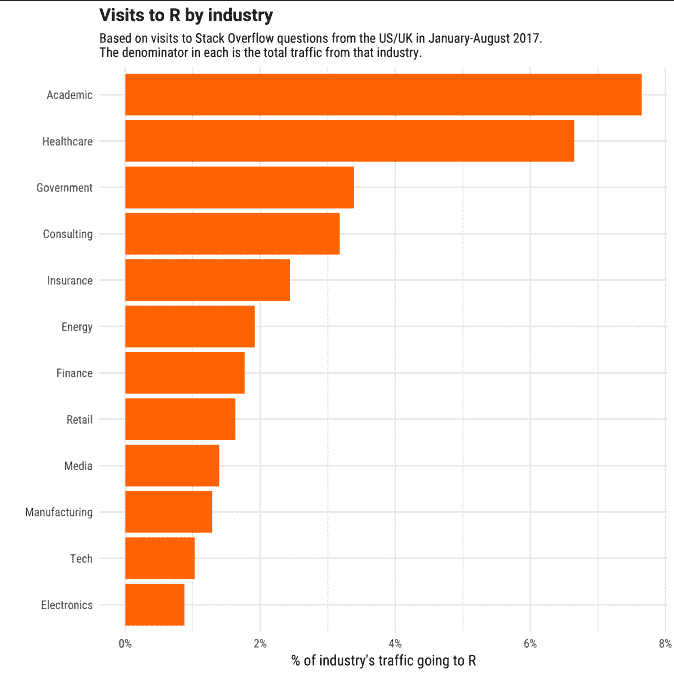 Visits to R by industry
Based on visits to Stack Overflow questions from the US/UK in January-August 2017.
The denominator in each is the total traffic from that industry.
Academic
Healthcare
Government
Consulting
Insurance
Energy
Finance
Retail
Media
Manufacturing
Tech
Electronics
0% 2% 4% 6% 8%
% of industry's traffic going to R